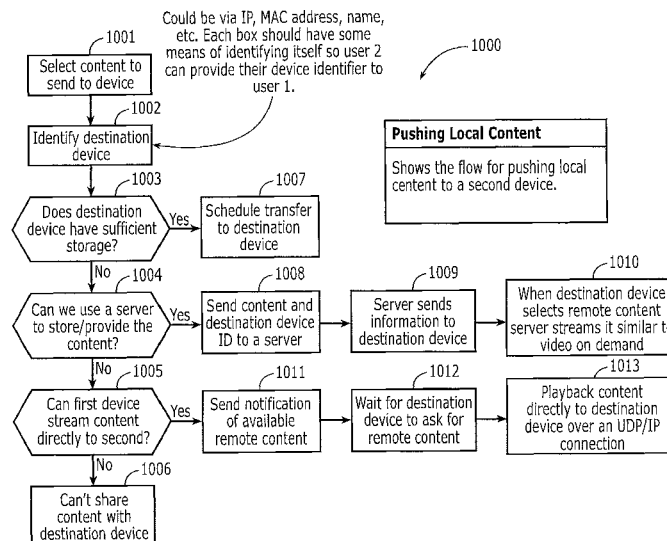 Could be via IP, MAC address, name,
etc. Each box should have some
means of identifying itself so user 2
can provide their device identifier to
user 1.
1000
1001
Select content to
send to device
1002
Identify destination
device
Pushing Local Content
Shows the flow for pushing local
centent to a second device.
1003
Does destination
device have sufficient
storage?
Yes
1007
Schedule transfer
to destination
device
No
1004
Can we use a server
to store/provide the
content?
Yes
1008
Send content and
destination device
ID to a server
1009
Server sends
information to
destination device
1010
When destination device
selects remote content
server streams it similar to
video on demand
No
1005
Can first device
stream content
directly to second?
Yes
1011
Send notification
of available
remote content
1012
Wait for destination
device to ask for
remote content
1013
Playback content
directly to destination
device over an UDP/IP
connection
No
1006
Can't share
content with
destination device